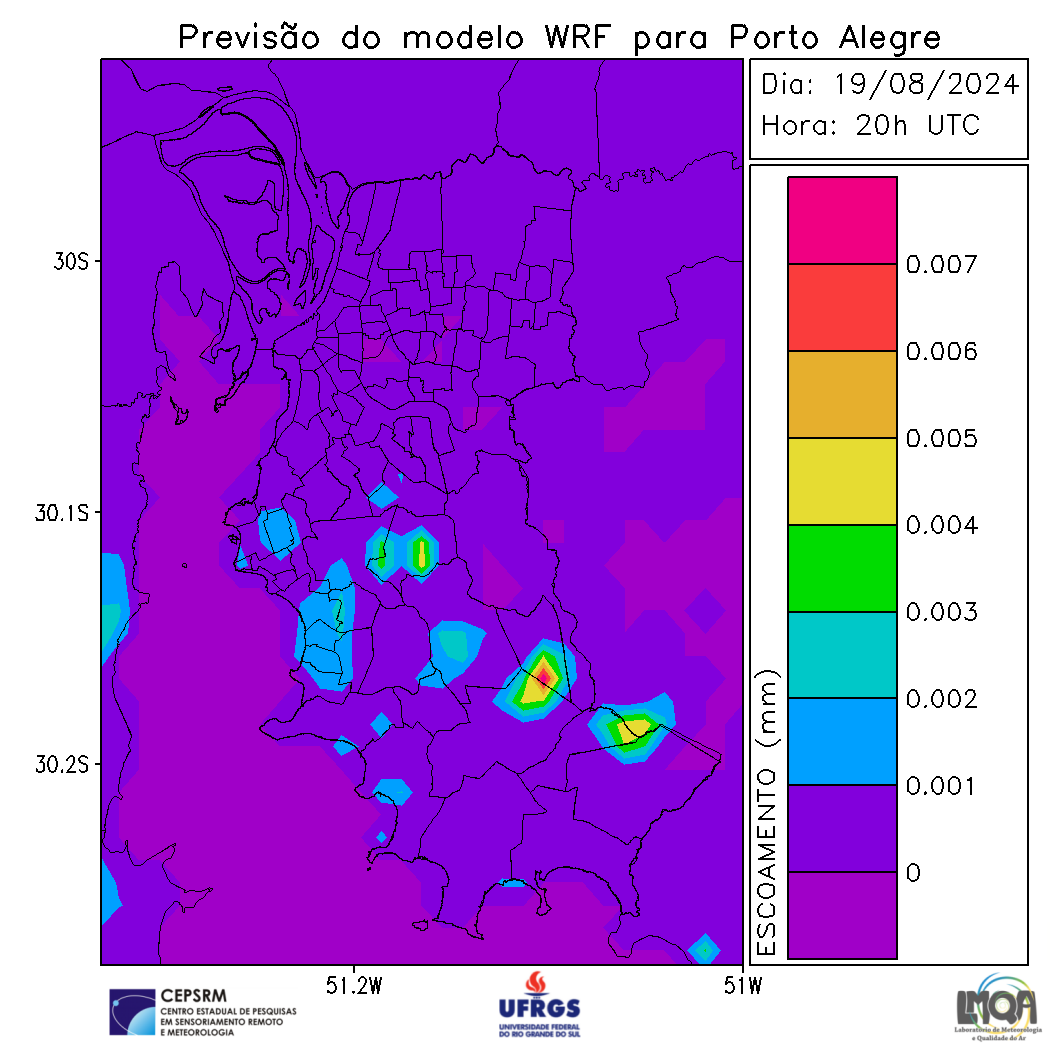 Previsão do modelo WRF para Porto Alegre
Dia: 19/08/2024
Hora: 20h UTC
30S
30.1S
30.2S
51.2W
51W
0.007
0.006
0.005
0.004
0.003
0.002
0.001
0
ESCOAMENTO (mm)
CEPSRM
CENTRO ESTADUAL DE PESQUISAS
EM SENSORIAMENTO REMOTO
E METEOROLOGIA
UFRGS
UNIVERSIDADE FEDERAL
DO RIO GRANDE DO SUL
LMQA
Laboratório de Meteorologia
e Qualidade do Ar